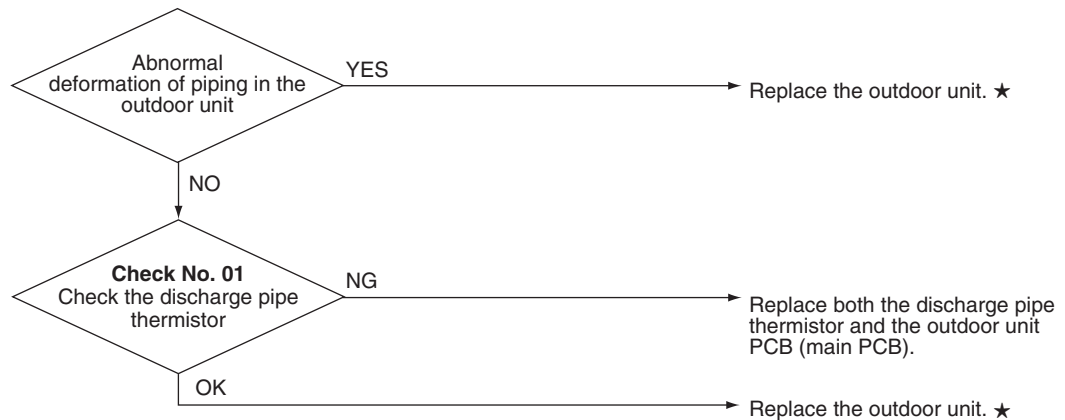 Abnormal
deformation of piping in the
outdoor unit
YES
Replace the outdoor unit. ★
NO
Check No. 01
Check the discharge pipe
thermistor
NG
Replace both the discharge pipe
thermistor and the outdoor unit
PCB (main PCB).
OK
Replace the outdoor unit. ★